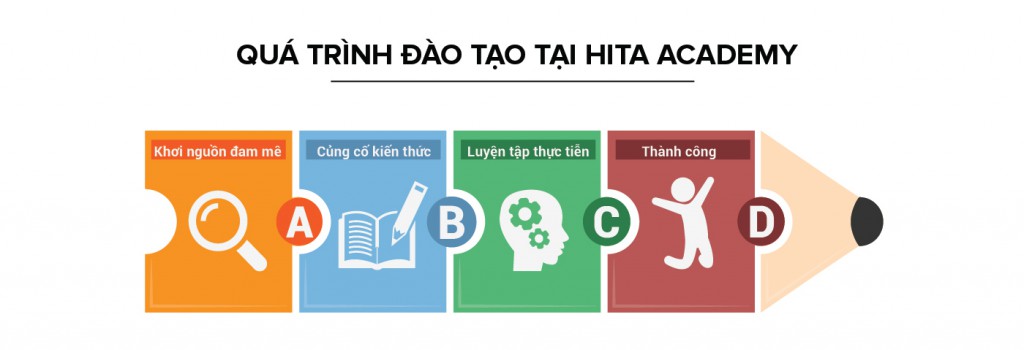 QUÁ TRÌNH ĐÀO TẠO TẠI HITA ACADEMY
Khơi nguồn đam mê
Củng cố kiến thức
Luyện tập thực tiễn
Thành công
A
B
C
D